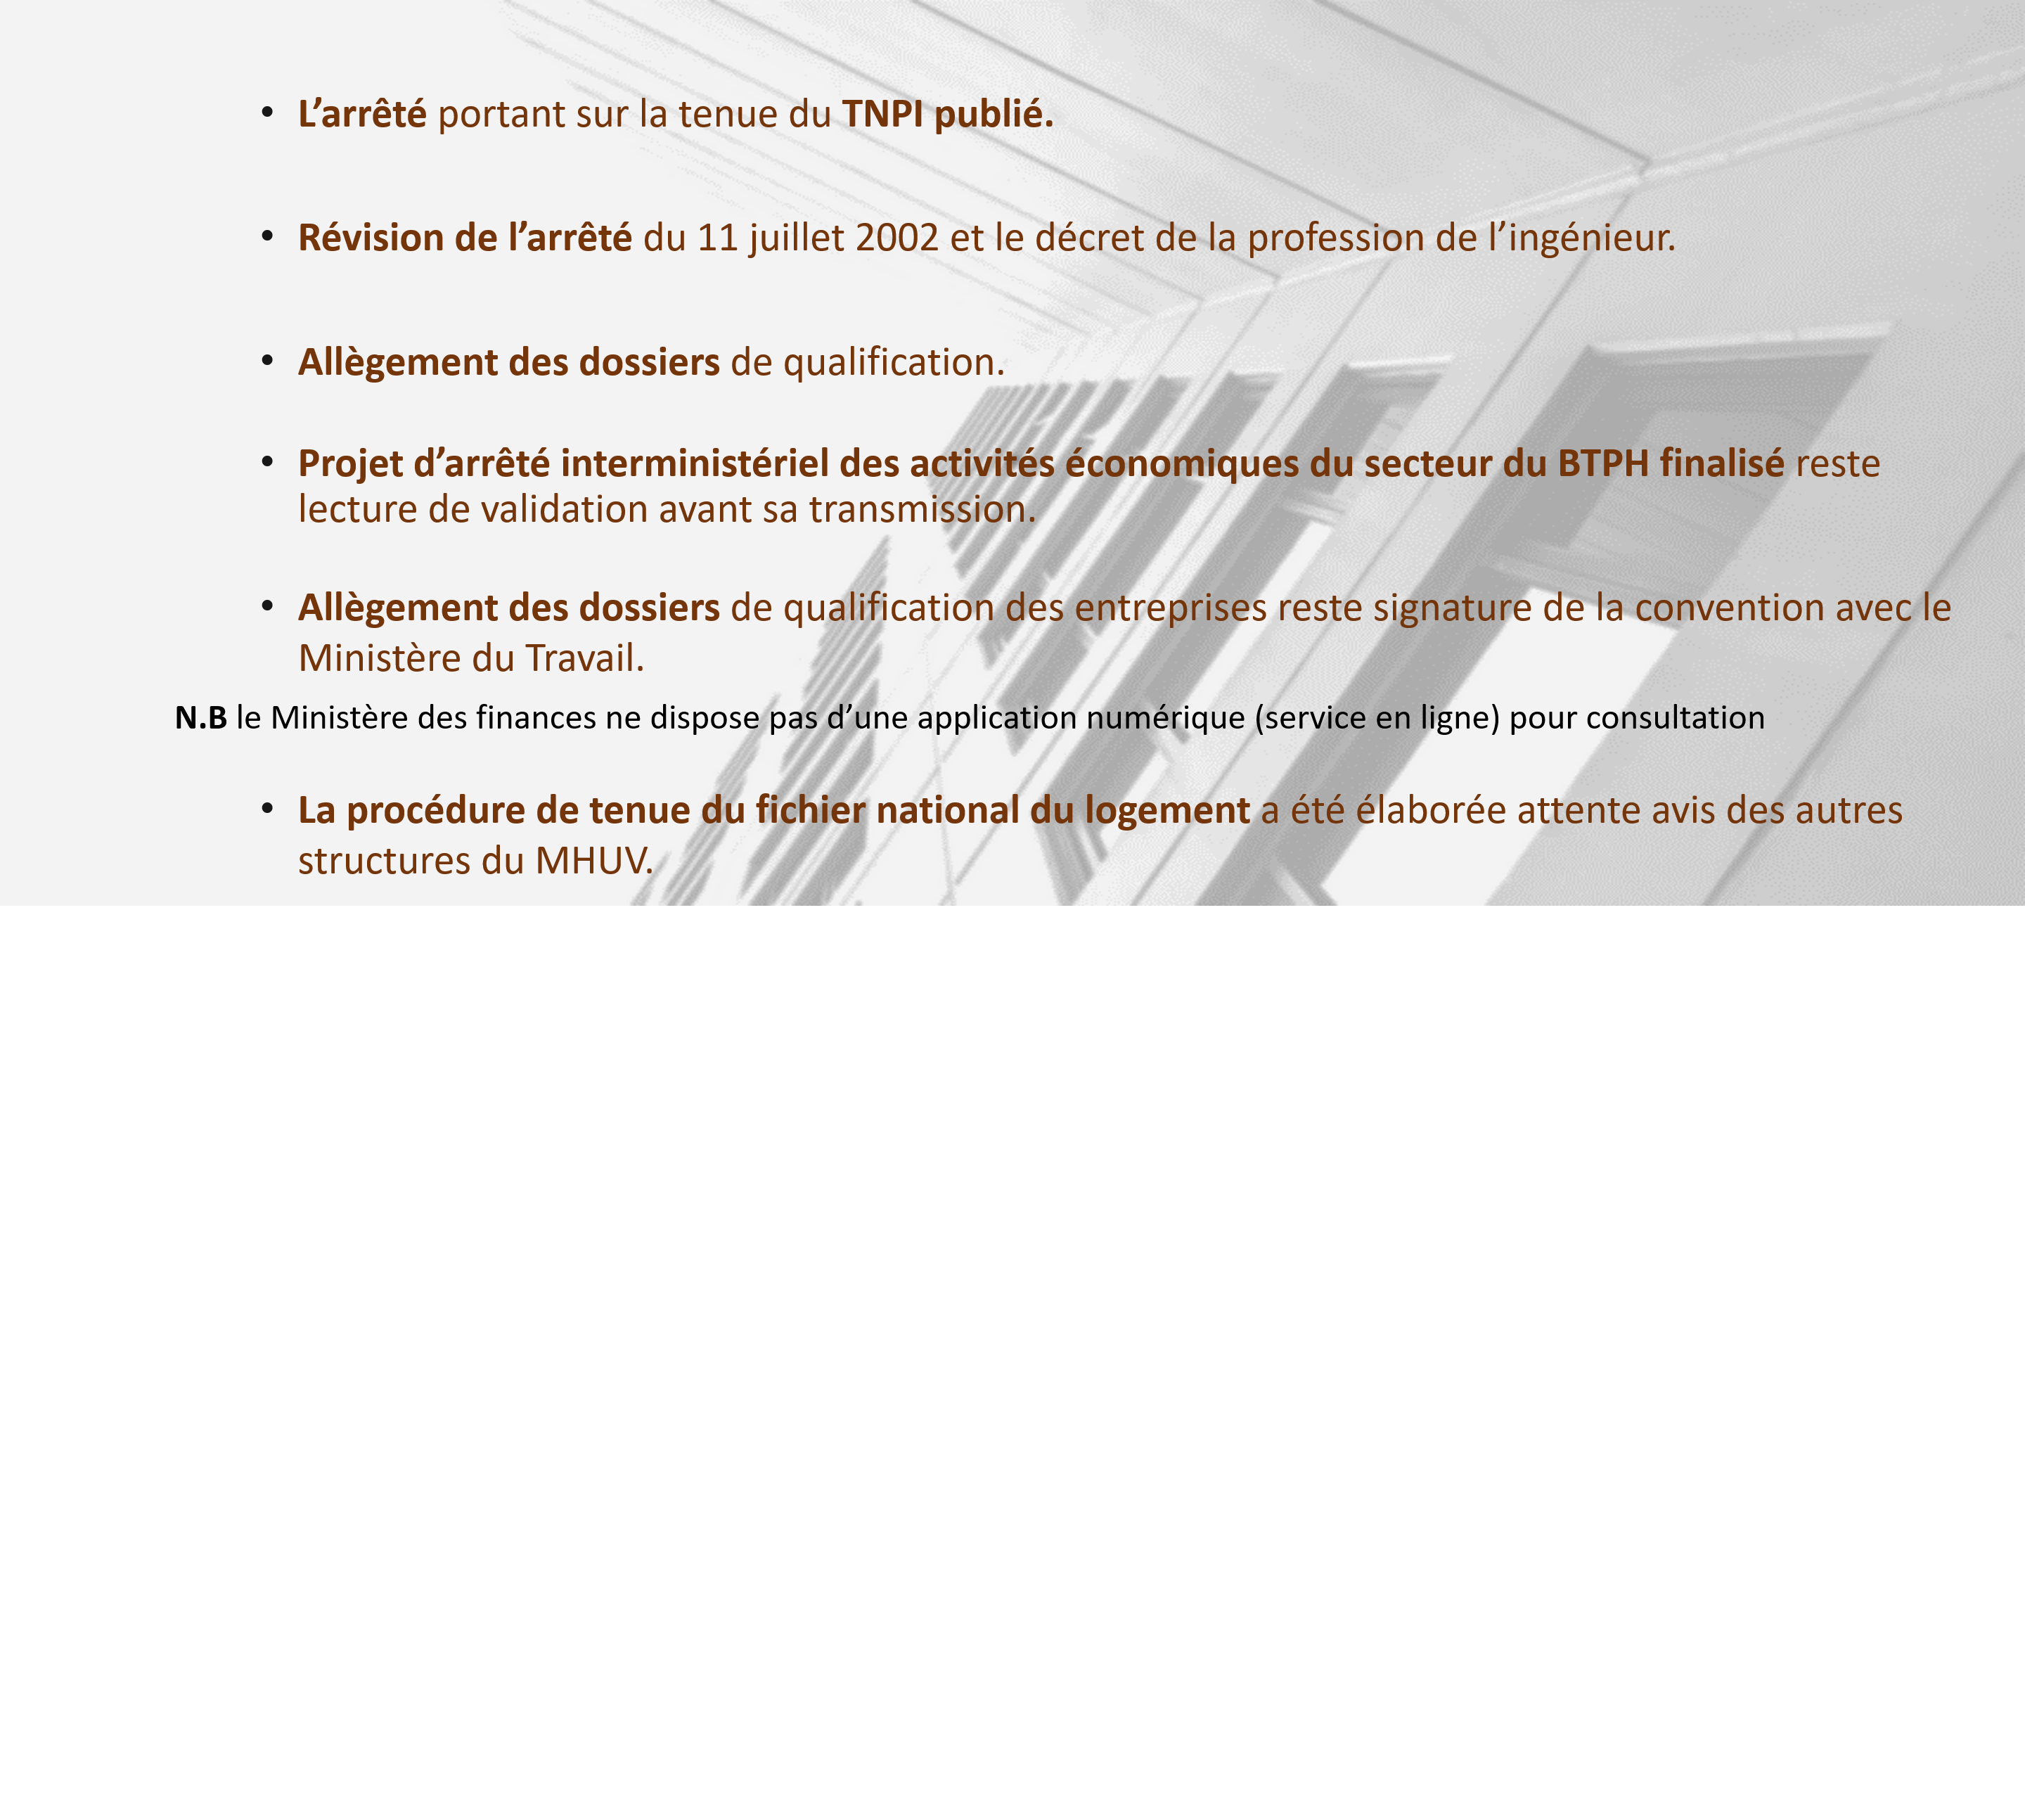 • L’arrêté portant sur la tenue du TNPI publié.
• Révision de l’arrêté du 11 juillet 2002 et le décret de la profession de l’ingénieur.
• Allègement des dossiers de qualification.
• Projet d’arrêté interministériel des activités économiques du secteur du BTPH finalisé reste
lecture de validation avant sa transmission.
• Allègement des dossiers de qualification des entreprises reste signature de la convention avec le
Ministère du Travail.
N.B le Ministère des finances ne dispose pas d’une application numérique (service en ligne) pour consultation
• La procédure de tenue du fichier national du logement a été élaborée attente avis des autres
structures du MHUV.